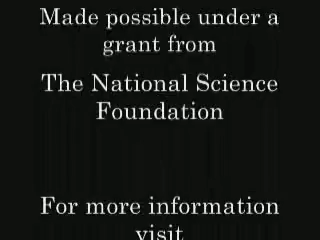 Made possible under a
grant from
The National Science
Foundation
For more information
visit